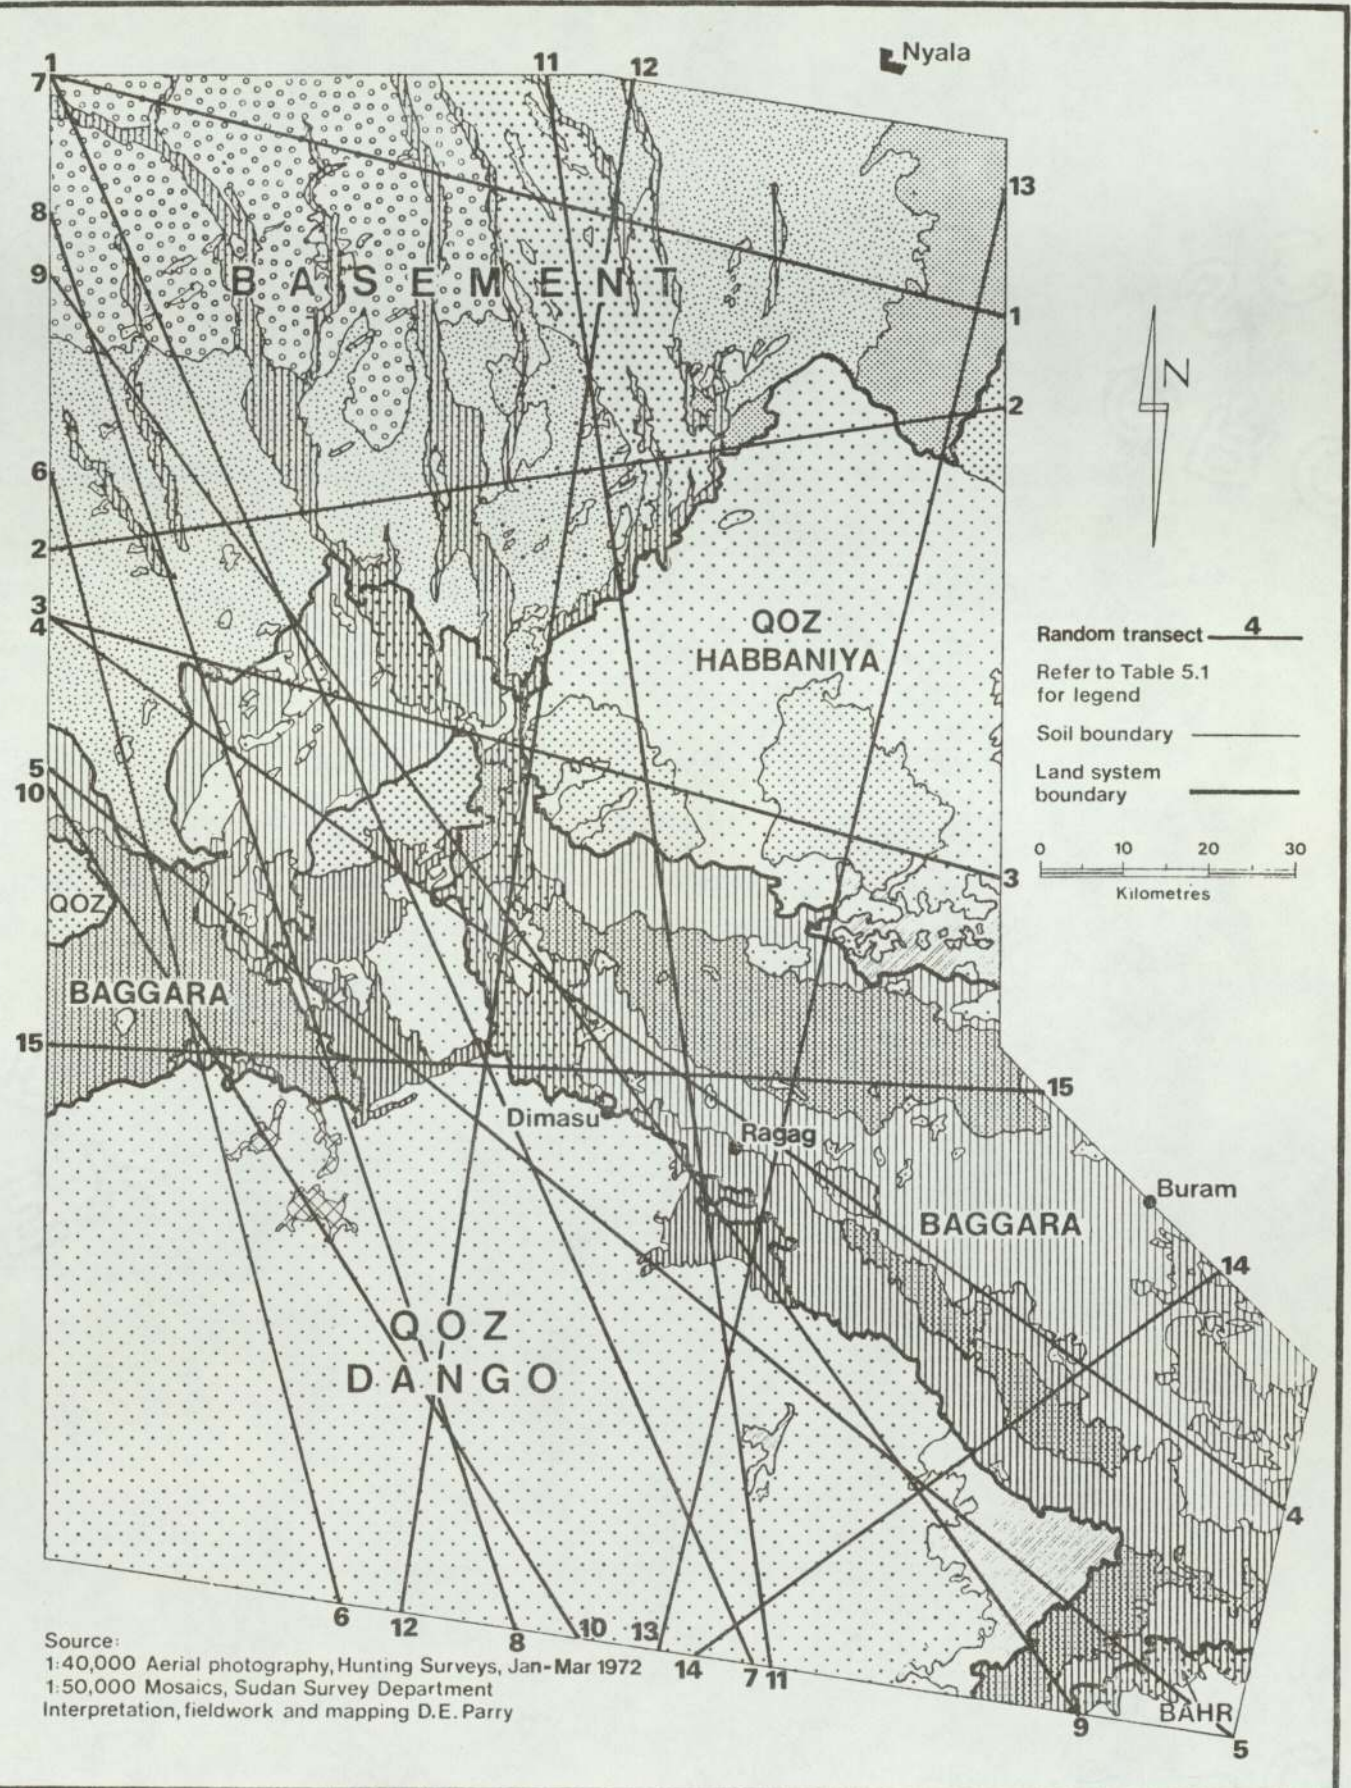 Nyala
1
7
11
12
13
8
9
BASEMENT
1
2
6
2
3
4
N
QOZ
HABBANIYA
Random transect 4
Refer to Table 5.1
for legend
Soil boundary
Land system
boundary
0 10 20 30
Kilometres
5
10
3
QOZ
BAGGARA
15
15
Dimasu
Ragag
Buram
BAGGARA
14
QOZ
DANGO
4
6
12
8
10
13
14
7
11
9
BAHR
5
Source:
1:40,000 Aerial photography, Hunting Surveys, Jan-Mar 1972
1:50,000 Mosaics, Sudan Survey Department
Interpretation, fieldwork and mapping D.E. Parry